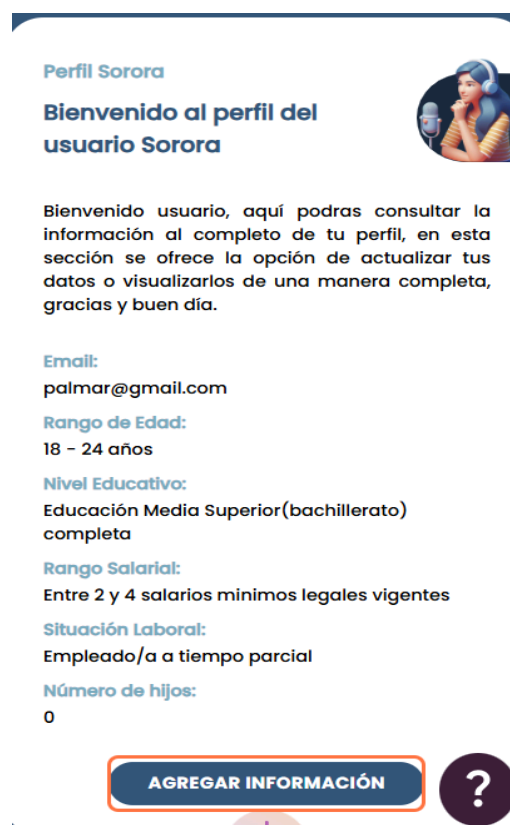 Perfil Sorora
Bienvenido al perfil del
usuario Sorora
Bienvenido usuario, aquí podras consultar la
información al completo de tu perfil, en esta
sección se ofrece la opción de actualizar tus
datos o visualizarlos de una manera completa,
gracias y buen día.
Email:
palmar@gmail.com
Rango de Edad:
18 - 24 años
Nivel Educativo:
Educación Media Superior(bachillerato)
completa
Rango Salarial:
Entre 2 y 4 salarios minimos legales vigentes
Situación Laboral:
Empleado/a a tiempo parcial
Número de hijos:
0
AGREGAR INFORMACIÓN
?